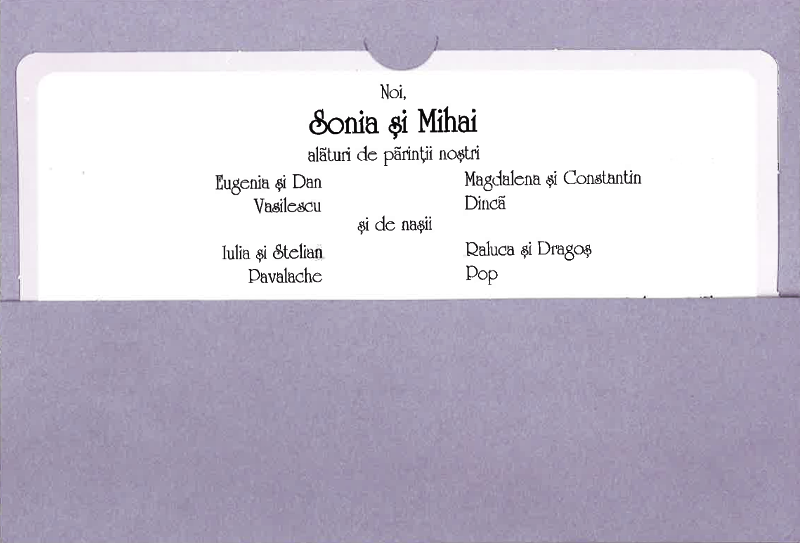 Noi,
Sonia și Mihai
alături de părinții noștri
Eugenia și Dan
Vasilescu
Magdalena și Constantin
Dincă
și de nașii
Iulia și Stelian
Pavalache
Raluca și Dragoș
Pop